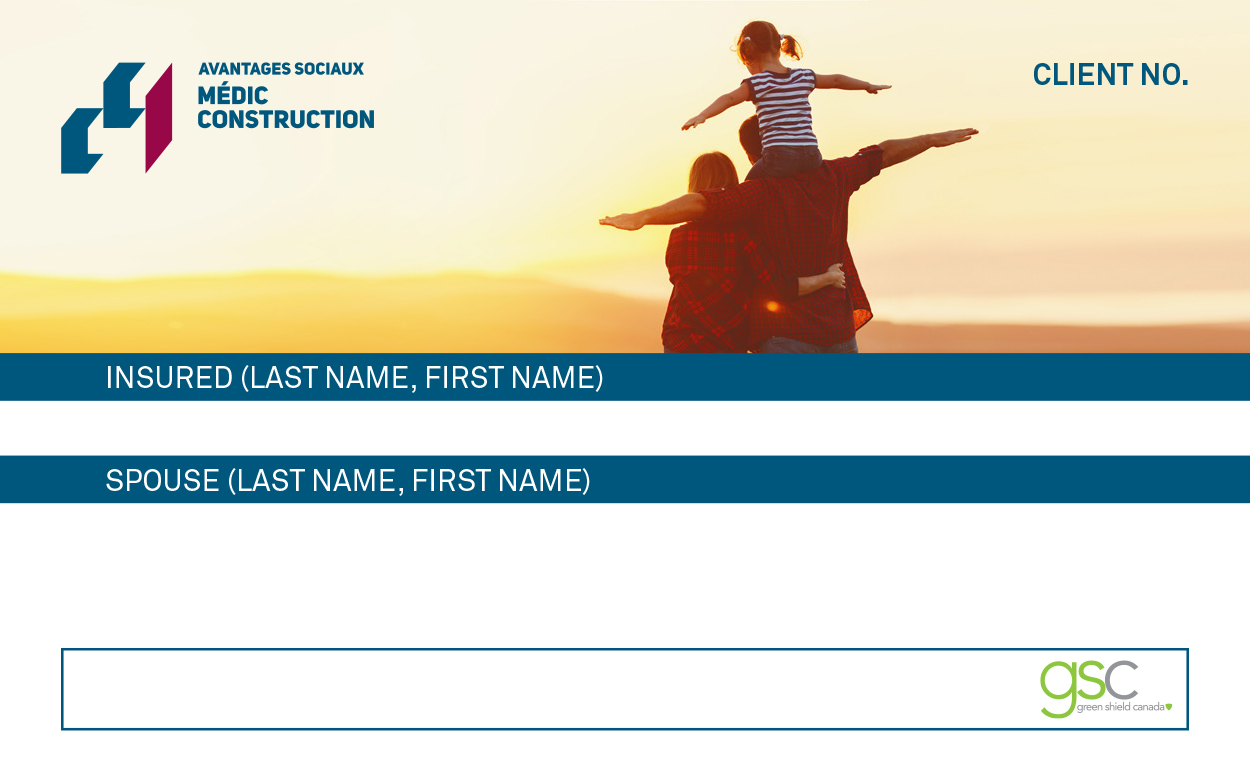 AVANTAGES SOCIAUX
MÉDIC
CONSTRUCTION
CLIENT NO.
INSURED (LAST NAME, FIRST NAME)
SPOUSE (LAST NAME, FIRST NAME)
gsc
green shield canada